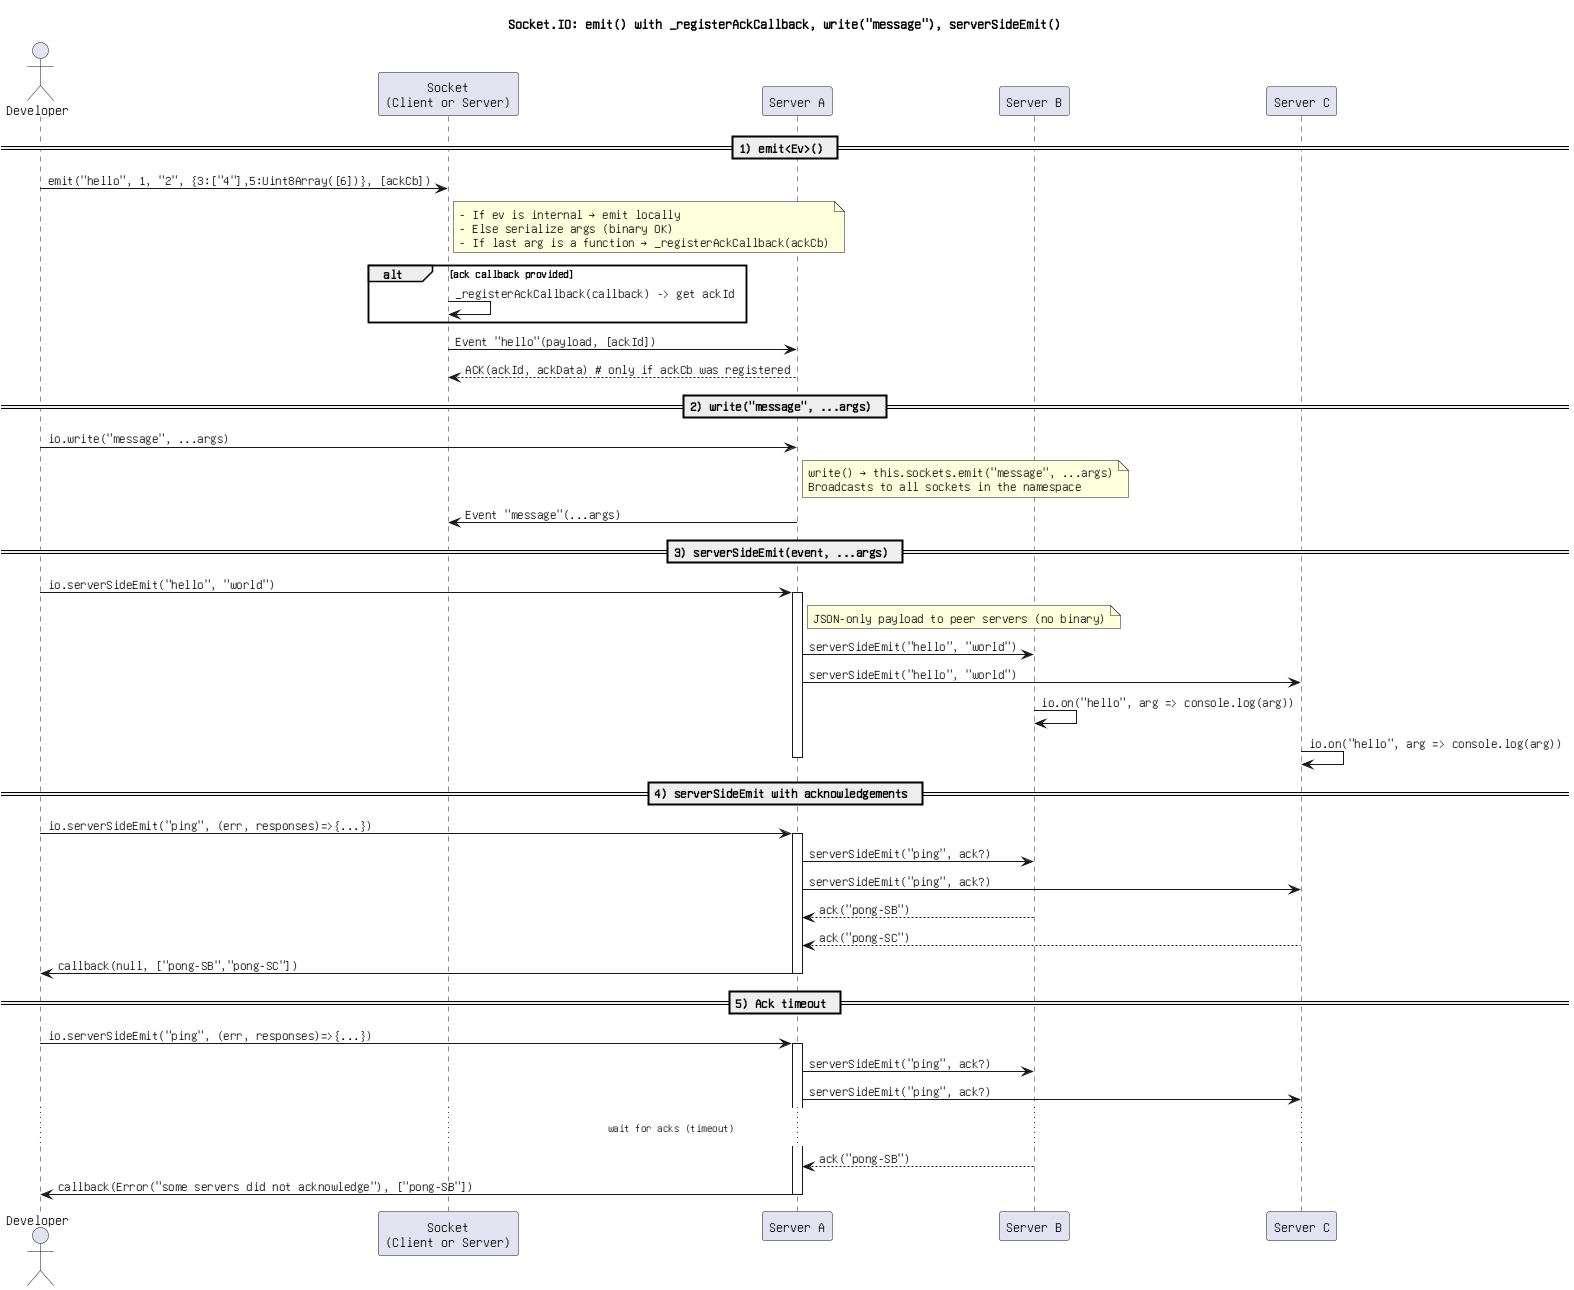 Socket.IO: emit() with _registerAckCallback, write("message"), serverSideEmit()
Developer
Socket
(Client or Server)
Server A
Server B
Server C
1) emit<Ev>()
emit("hello", 1, "2", {3:["4"],5:Uint8Array([6])}, [ackCb])
- If ev is internal → emit locally
- Else serialize args (binary OK)
- If last arg is a function → _registerAckCallback(ackCb)
alt
[ack callback provided]
_registerAckCallback(callback) -> get ackId
Event "hello"(payload, [ackId])
ACK(ackId, ackData) # only if ackCb was registered
2) write("message", ...args)
io.write("message", ...args)
write() → this.sockets.emit("message", ...args)
Broadcasts to all sockets in the namespace
Event "message"(...args)
3) serverSideEmit(event, ...args)
io.serverSideEmit("hello", "world")
JSON-only payload to peer servers (no binary)
serverSideEmit("hello", "world")
serverSideEmit("hello", "world")
io.on("hello", arg => console.log(arg))
io.on("hello", arg => console.log(arg))
4) serverSideEmit with acknowledgements
io.serverSideEmit("ping", (err, responses)=>{...})
serverSideEmit("ping", ack?)
serverSideEmit("ping", ack?)
ack("pong-SB")
ack("pong-SC")
callback(null, ["pong-SB","pong-SC"])
5) Ack timeout
io.serverSideEmit("ping", (err, responses)=>{...})
serverSideEmit("ping", ack?)
serverSideEmit("ping", ack?)
wait for acks (timeout)
ack("pong-SB")
callback(Error("some servers did not acknowledge"), ["pong-SB"])
Developer
Socket
(Client or Server)
Server A
Server B
Server C